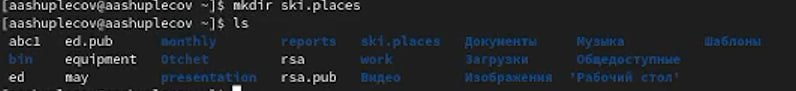 [aashuplecov@aashuplecov ~]$ mkdir ski.places
[aashuplecov@aashuplecov ~]$ ls
abc1 ed.pub monthly reports ski.places Документы Музыка Шаблоны
bin equipment Otchet rsa work Загрузки Общедоступные
ed may presentation rsa.pub Видео Изображения 'Рабочий стол'
[aashuplecov@aashuplecov ~]$